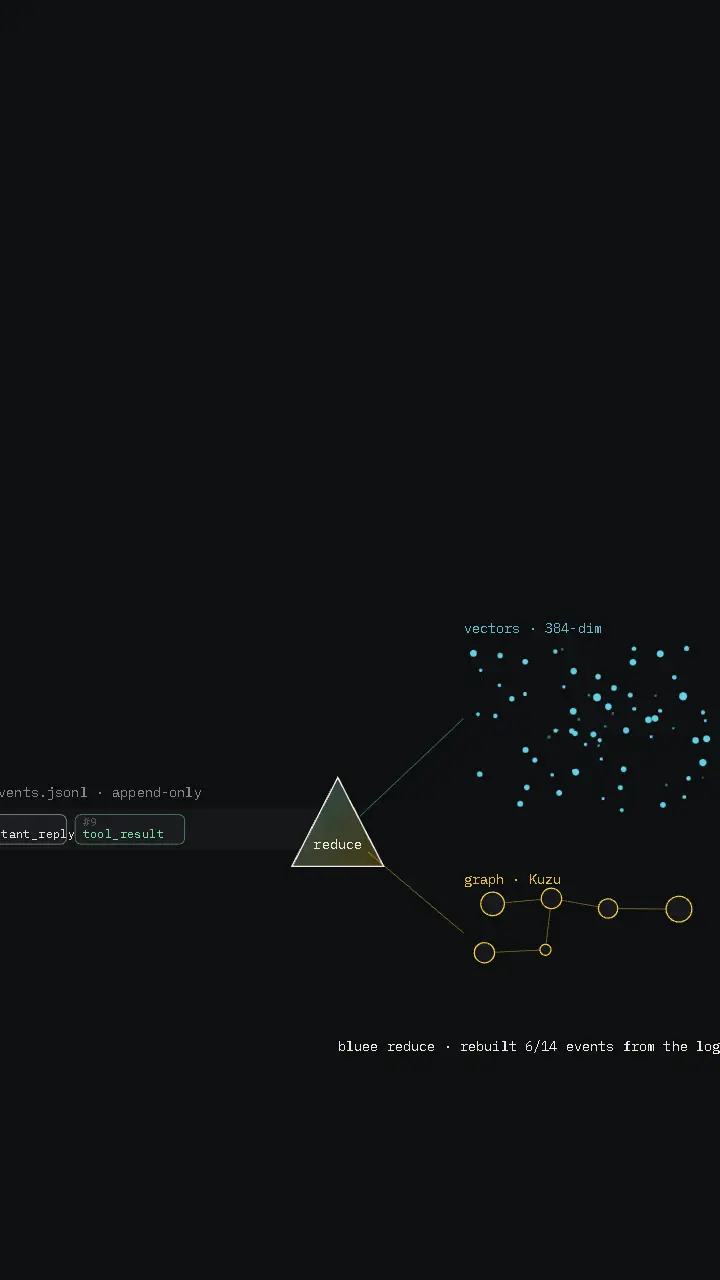 vectors · 384-dim
vents.jsonl · append-only
#9
tant_reply
tool_result
reduce
graph · Kuzu
bluee reduce · rebuilt 6/14 events from the log